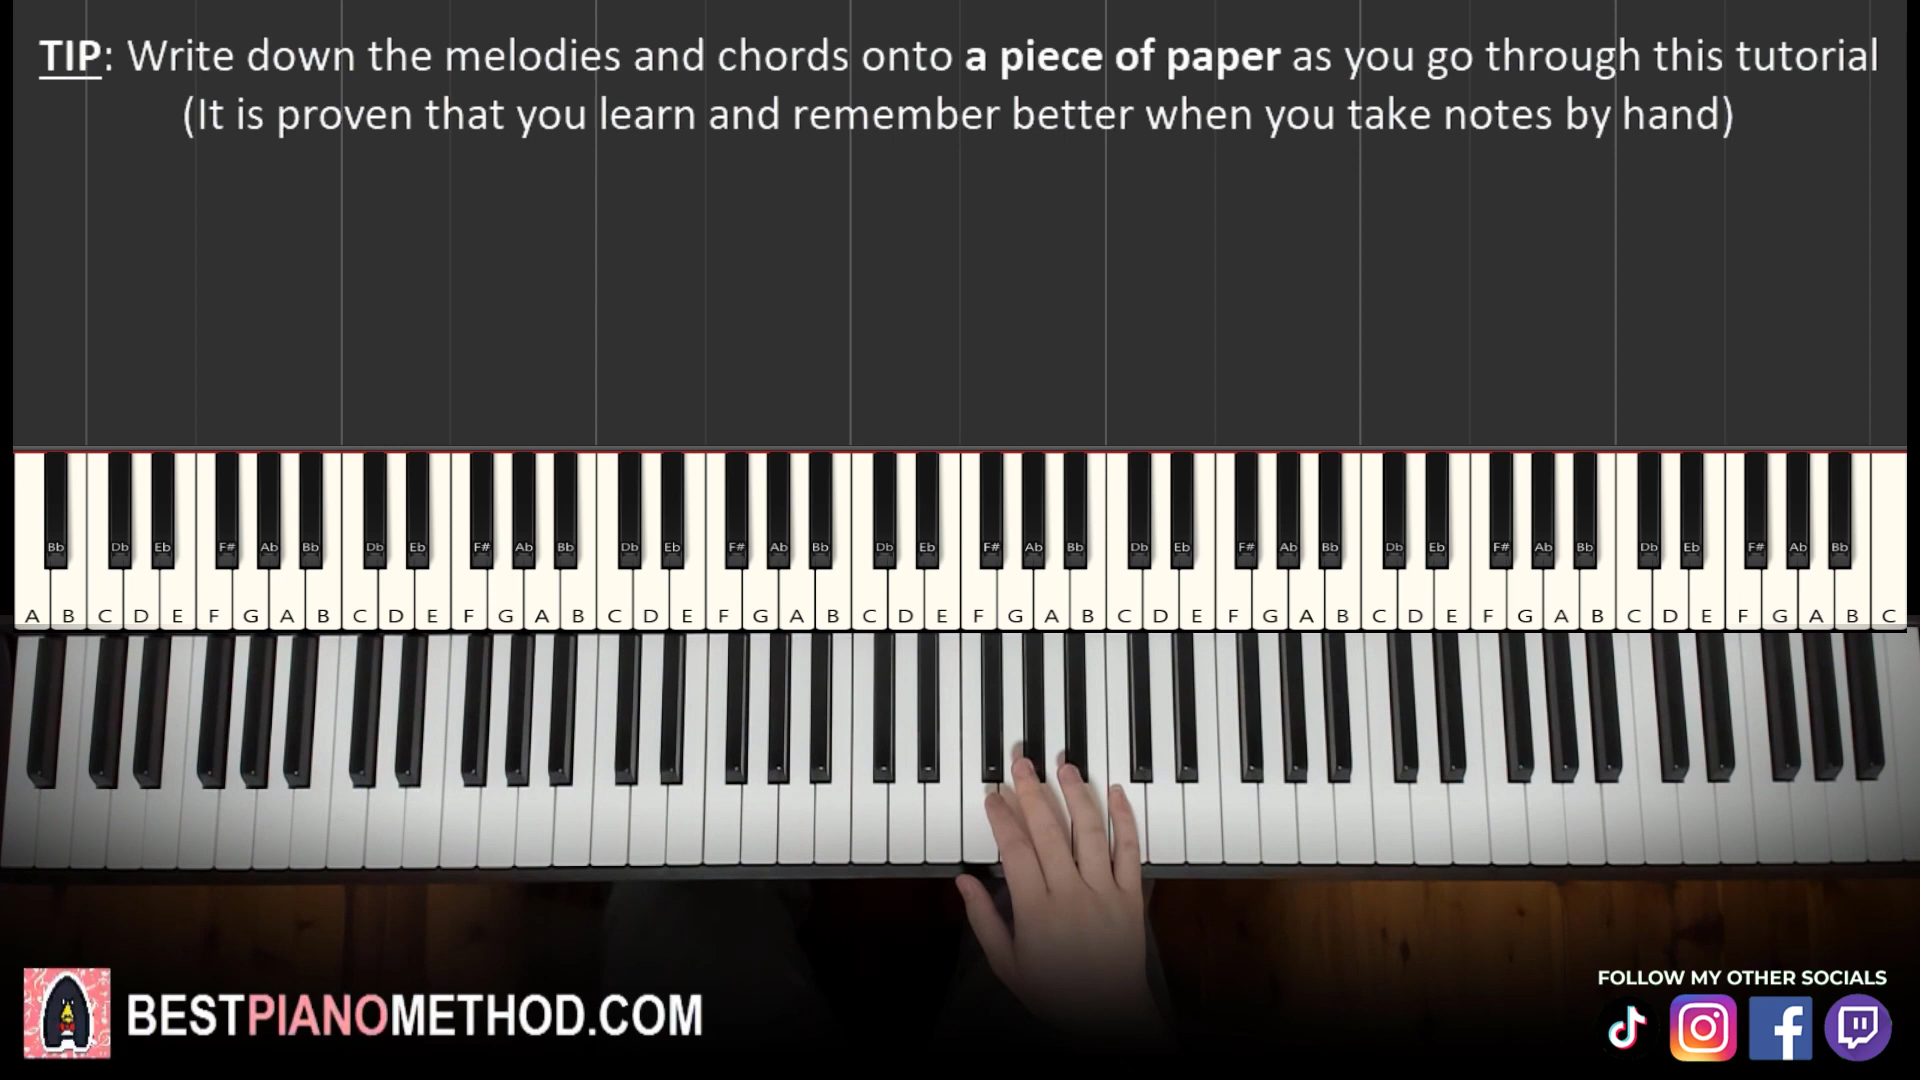 TIP: Write down the melodies and chords onto a piece of paper as you go through this tutorial
(It is proven that you learn and remember better when you take notes by hand)
Bb Db Eb F# Ab Bb Db Eb F# Ab Bb Db Eb F# Ab Bb Db Eb F# Ab Bb Db Eb F# Ab Bb Db Eb F# Ab Bb Db Eb F# Ab Bb
A B C D E F G A B C D E F G A B C D E F G A B C D E F G A B C D E F G A B C D E F G A B C D E F G A B C
BESTPIANOMETHOD.COM
FOLLOW MY OTHER SOCIALS